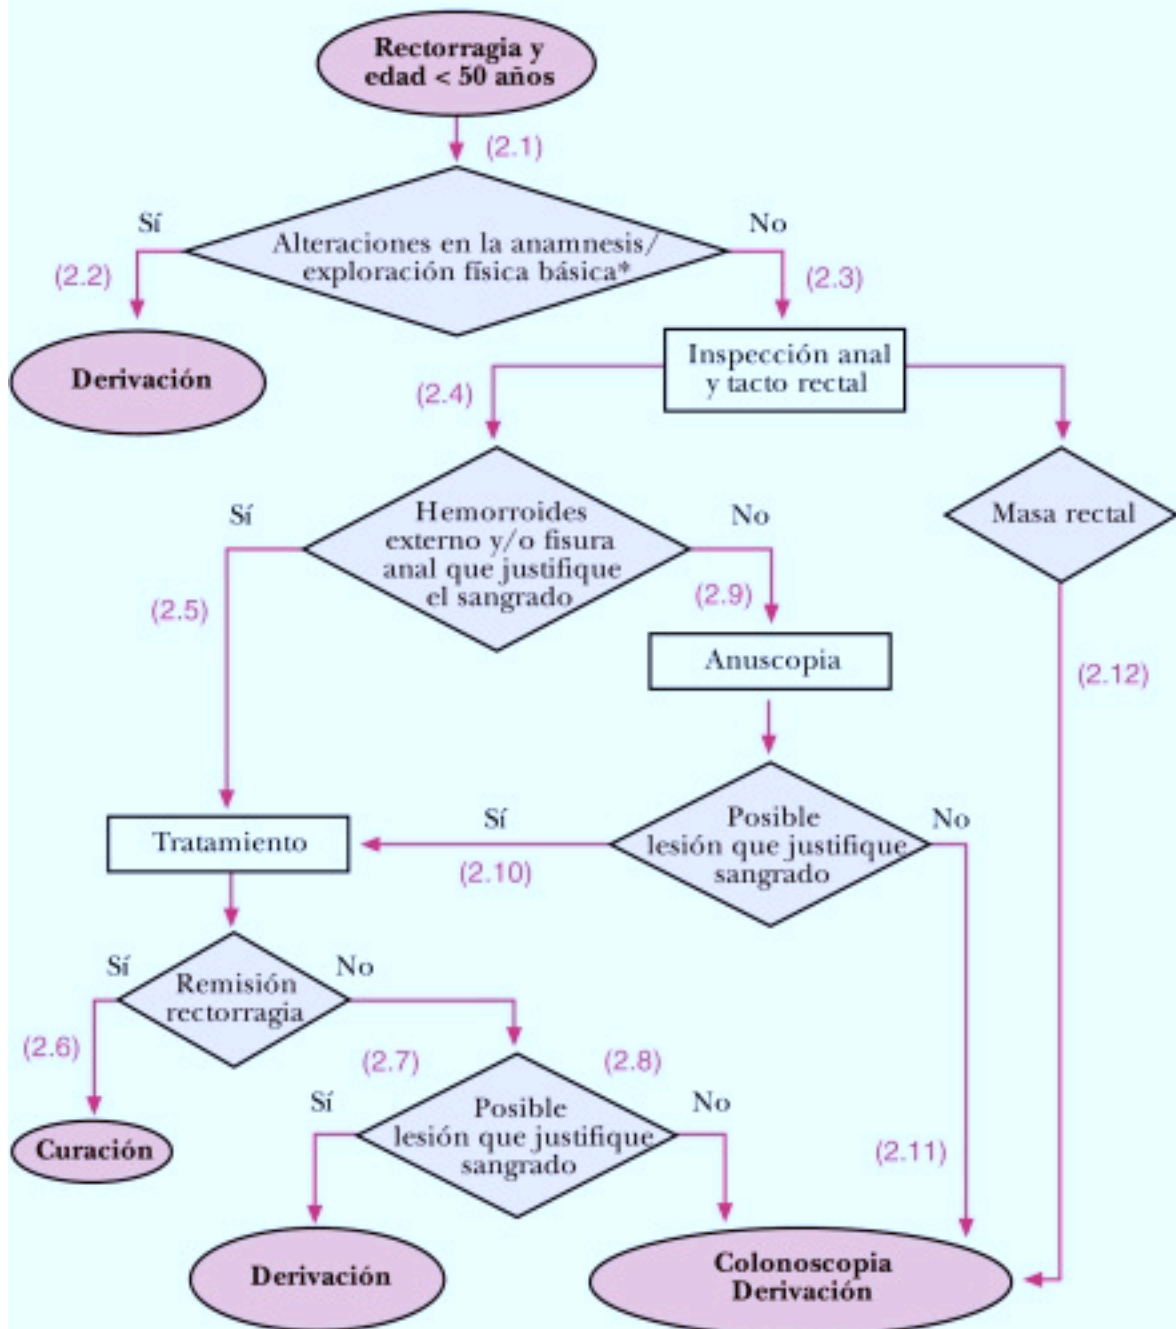 Rectorragia y
edad < 50 años
(2.1)
Sí
No
Alteraciones en la anamnesis/
exploración física básica*
(2.2)
(2.3)
Derivación
Inspección anal
y tacto rectal
(2.4)
Sí
No
Hemorroides
externo y/o fisura
anal que justifique
el sangrado
Masa rectal
(2.5)
(2.9)
Anuscopia
(2.12)
Sí
No
Posible
lesión que justifique
sangrado
Tratamiento
(2.10)
Sí
No
Remisión
rectorragia
(2.6)
(2.7)
(2.8)
Sí
No
Posible
lesión que justifique
sangrado
Curación
(2.11)
Derivación
Colonoscopia
Derivación